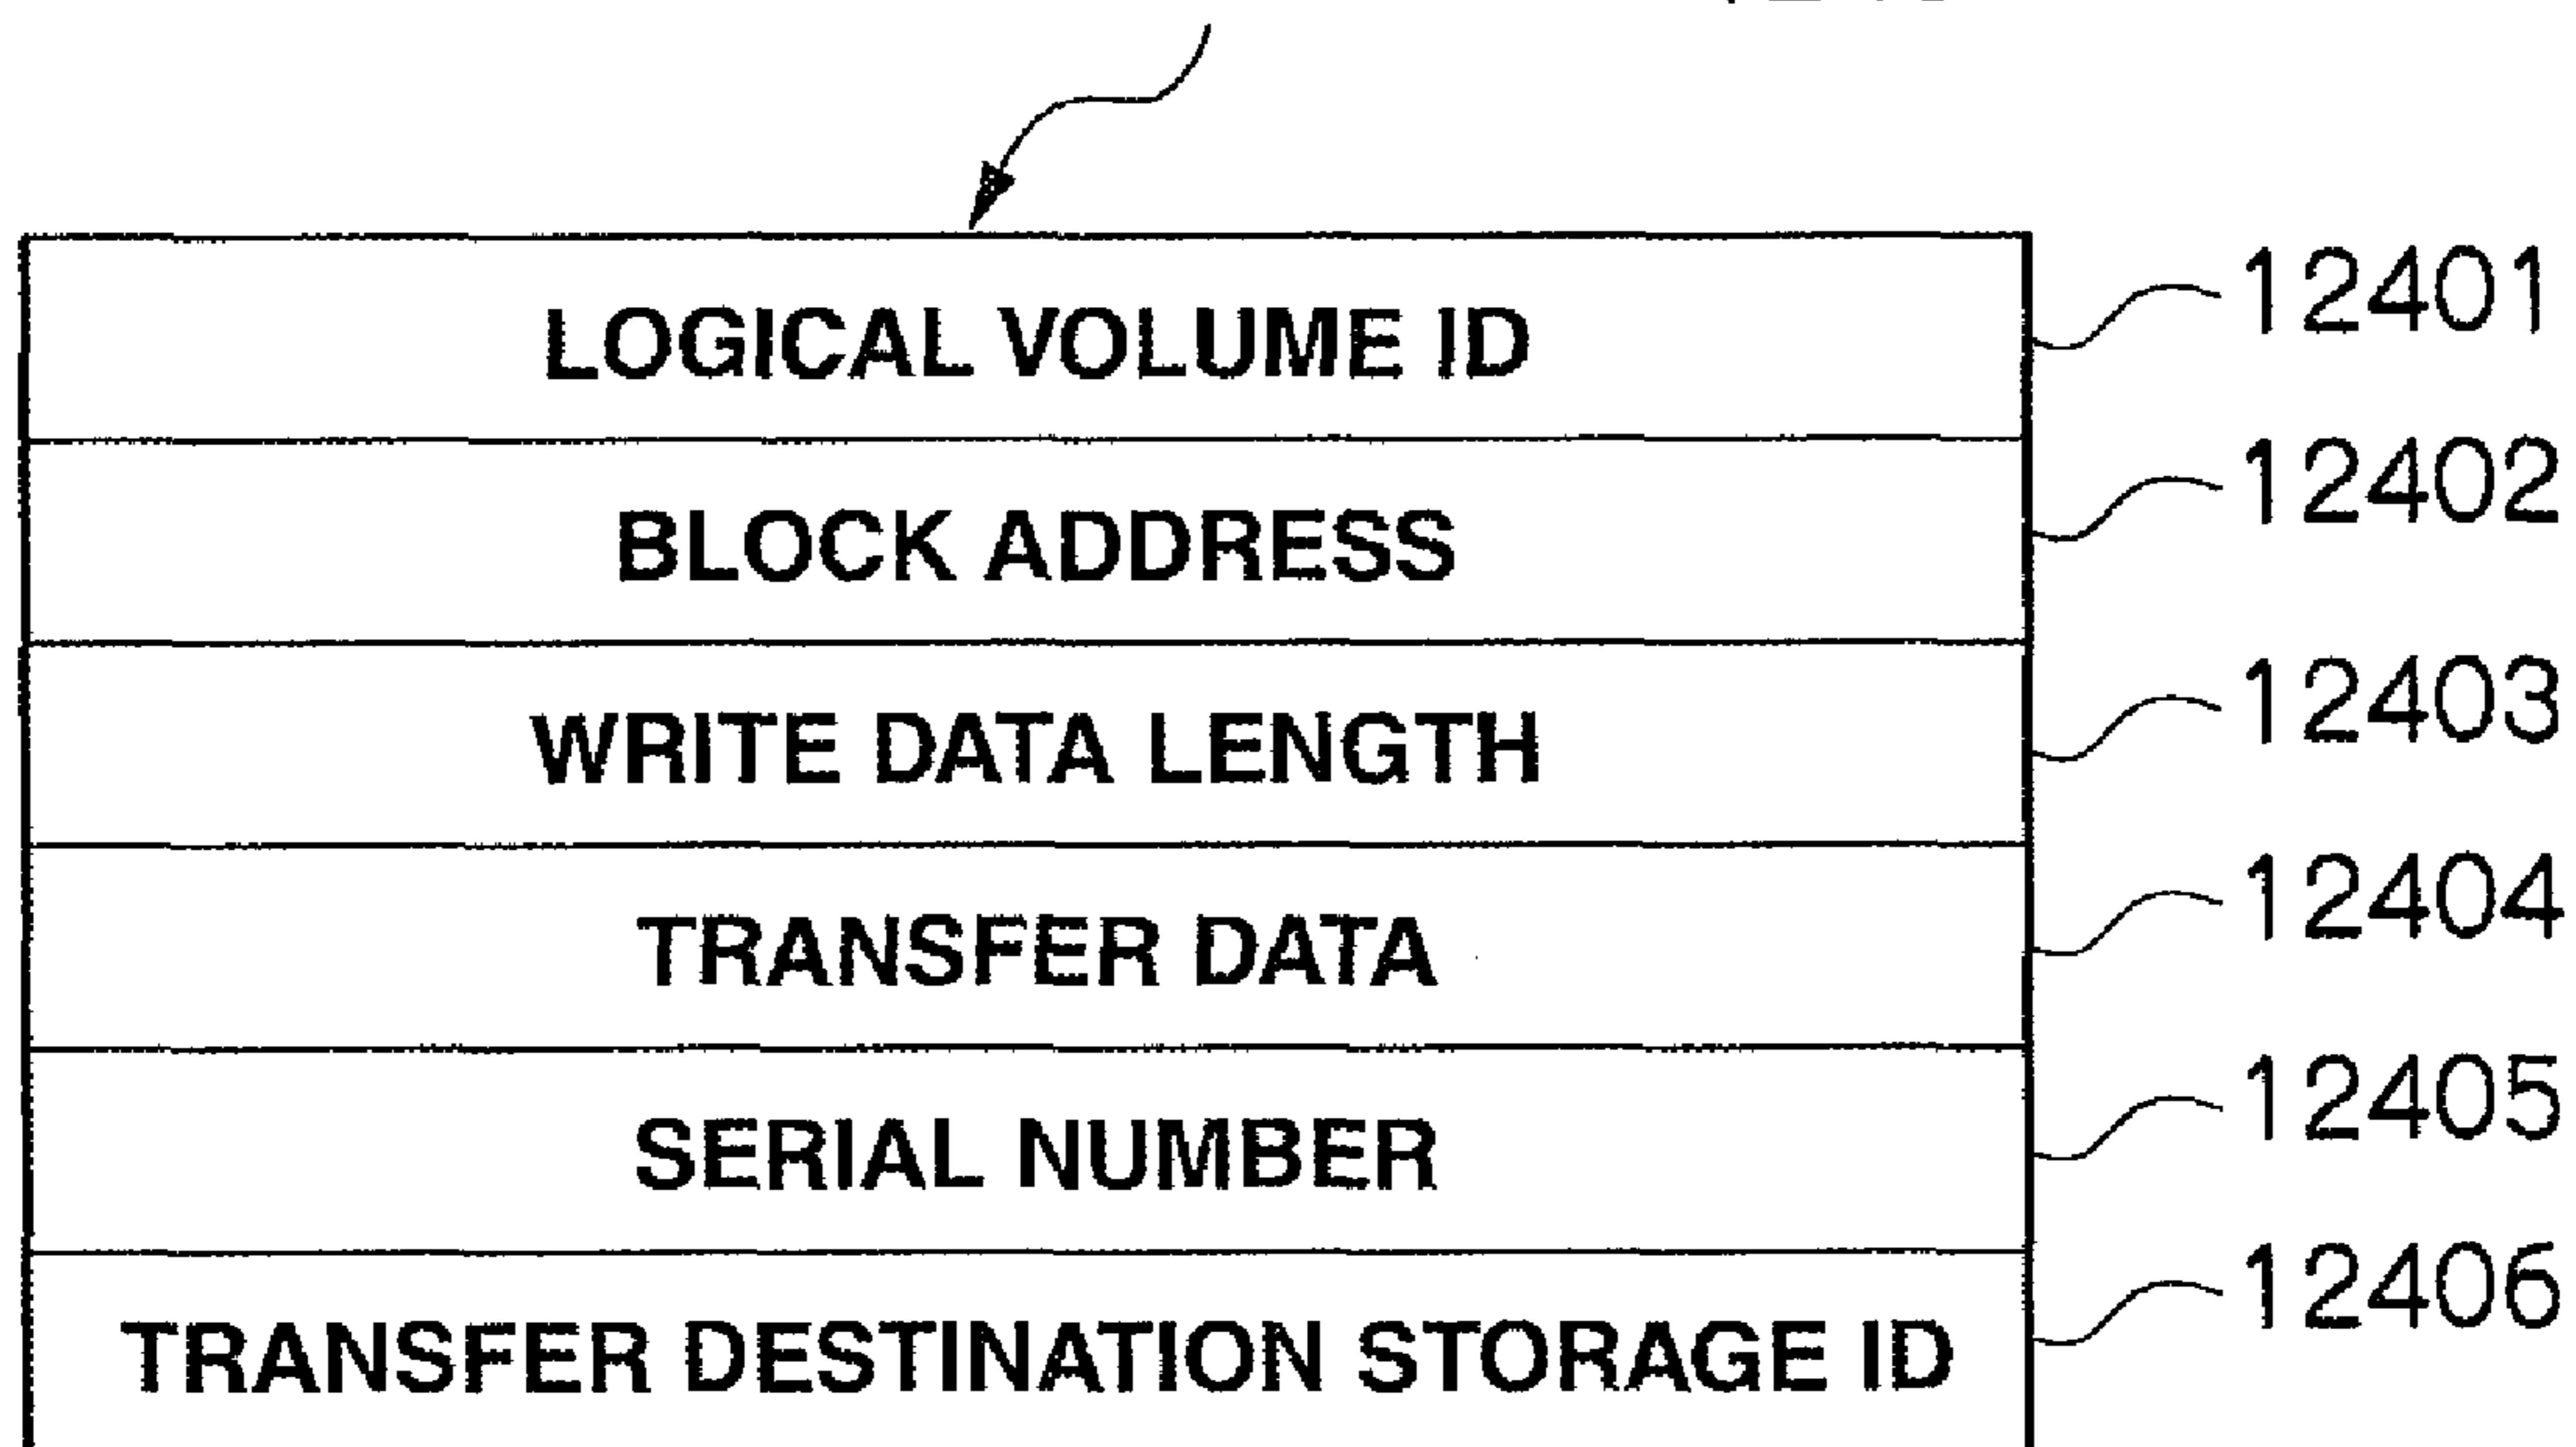 LOGICAL VOLUME ID 12401
BLOCK ADDRESS 12402
WRITE DATA LENGTH 12403
TRANSFER DATA 12404
SERIAL NUMBER 12405
TRANSFER DESTINATION STORAGE ID 12406